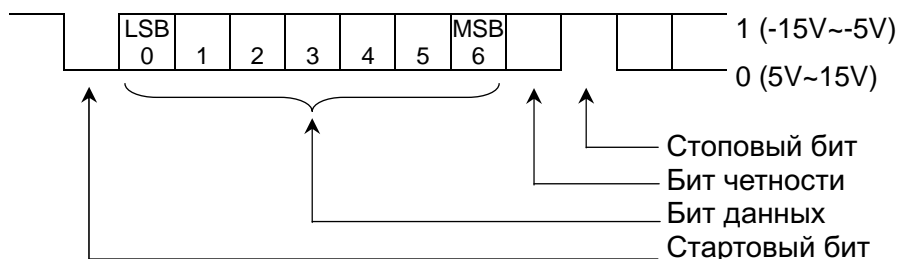 LSB MSB 1 (-15V~-5V)
0 1 2 3 4 5 6
0 (5V~15V)
Стоповый бит
Бит четности
Бит данных
Стартовый бит